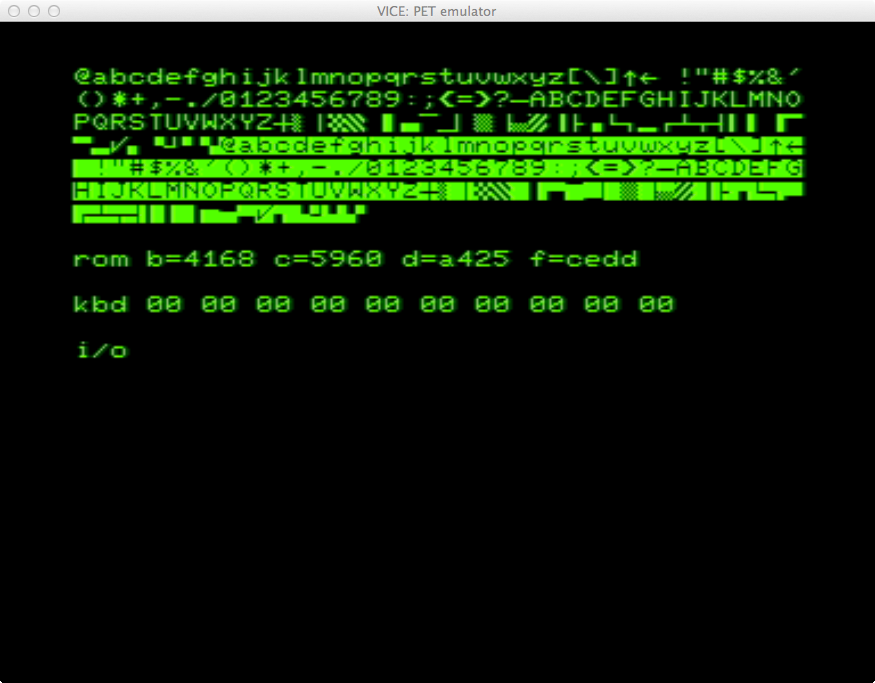 VICE: PET emulator
@abcdefghijklmnopqrstuvwxyz[\]↑← !"#$%&´
()*+,-./0123456789:;<=>?─ABCDEFGHIJKLMNO
PQRSTUVWXYZ
@abcdefghijklmnopqrstuvwxyz[\]↑←
!"#$%&´()*+,-./0123456789:;<=>?─ABCDEFG
HIJKLMNOPQRSTUVWXYZ
rom b=4168 c=5960 d=a425 f=cedd
kbd 00 00 00 00 00 00 00 00 00 00
i/o